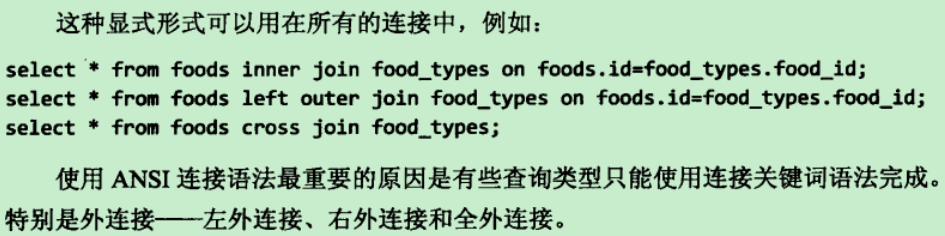 这种显式形式可以用在所有的连接中，例如：
select * from foods inner join food_types on foods.id=food_types.food_id;
select * from foods left outer join food_types on foods.id=food_types.food_id;
select * from foods cross join food_types;
使用 ANSI 连接语法最重要的原因是有些查询类型只能使用连接关键词语法完成。
特别是外连接——左外连接、右外连接和全外连接。